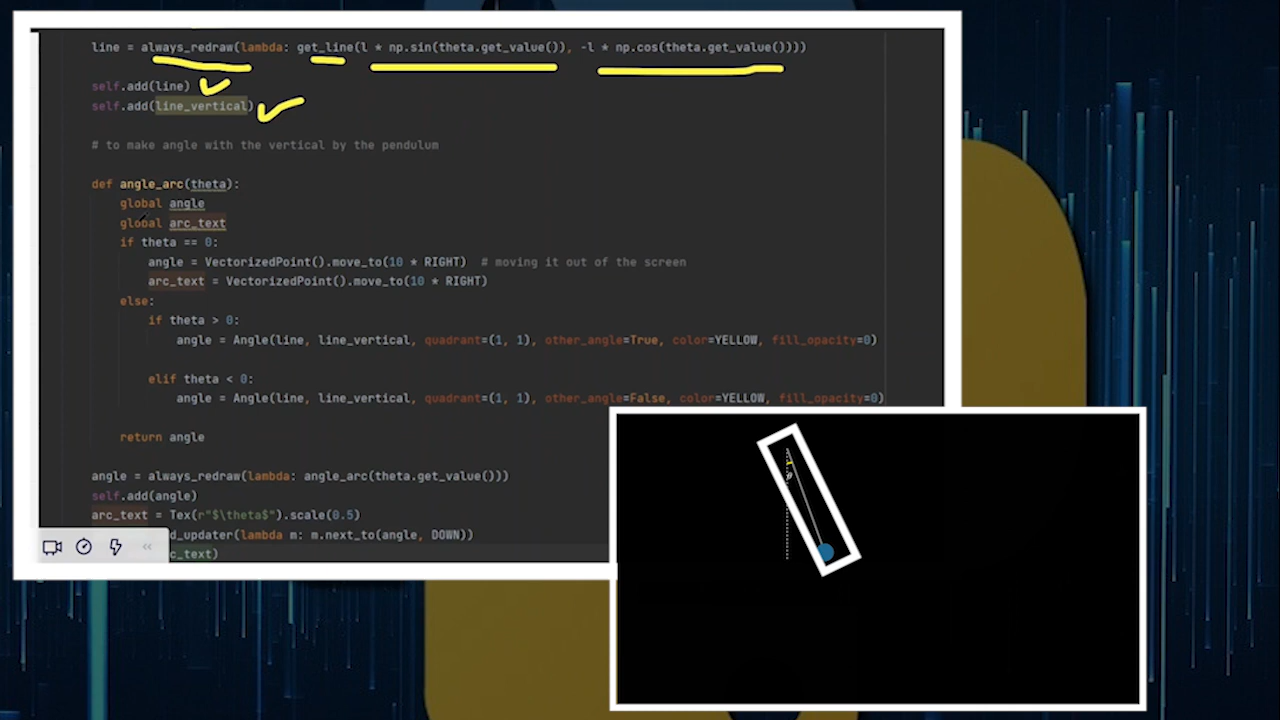 line = always_redraw(lambda: get_line(l * np.sin(theta.get_value()), -l * np.cos(theta.get_value())))
self.add(line)
self.add(line_vertical)
# to make angle with the vertical by the pendulum
def angle_arc(theta):
global angle
global arc_text
if theta == 0:
angle = VectorizedPoint().move_to(10 * RIGHT)  # moving it out of the screen
arc_text = VectorizedPoint().move_to(10 * RIGHT)
else:
if theta > 0:
angle = Angle(line, line_vertical, quadrant=(1, 1), other_angle=True, color=YELLOW, fill_opacity=0)
elif theta < 0:
angle = Angle(line, line_vertical, quadrant=(1, 1), other_angle=False, color=YELLOW, fill_opacity=0)
return angle
angle = always_redraw(lambda: angle_arc(theta.get_value()))
self.add(angle)
arc_text = Tex(r"$\theta$").scale(0.5)
d_updater(lambda m: m.next_to(angle, DOWN))
c_text)